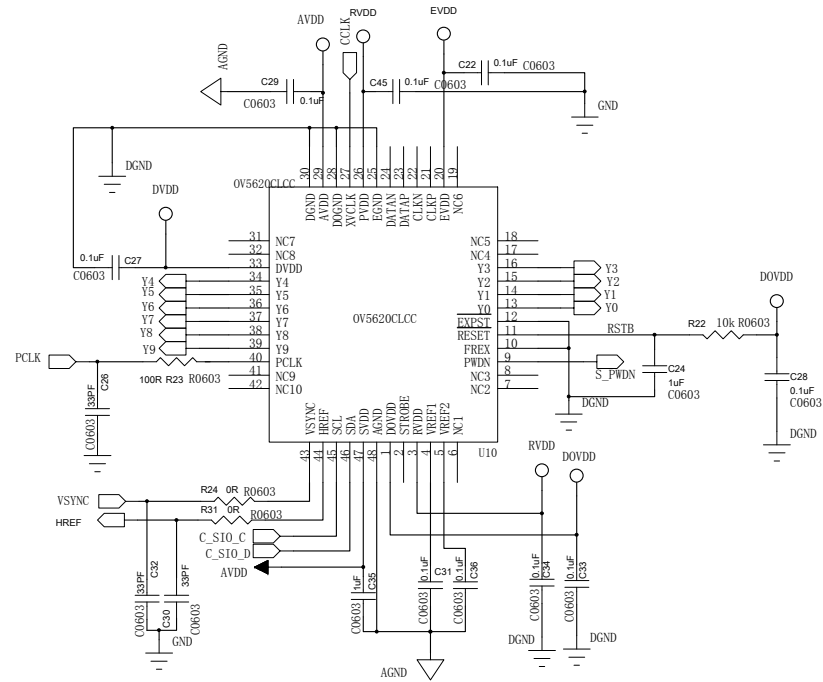 AVDD
RVDD
CCLK
EVDD
AGND
C29
C0603
0.1uF
C45
0.1uF
C0603
C22
0.1uF
C0603
GND
DGND
OV5620CLCC
30
29
28
27
26
25
24
23
22
21
20
19
DGND
AVDD
DOGND
XVCLK
PVDD
EGND
DATAN
DATAP
CLKN
CLKP
EVDD
NC6
DVDD
0.1uF
C27
C0603
31 NC7
32 NC8
33 DVDD
Y4 34 Y4
Y5 35 Y5
Y6 36 Y6
Y7 37 Y7
Y8 38 Y8
Y9 39 Y9
PCLK 40 PCLK
41 NC9
42 NC10
100R R23 R0603
33PF
C26
C0603
OV5620CLCC
NC5 18
NC4 17
Y3 16 Y3
Y2 15 Y2
Y1 14 Y1
Y0 13 Y0
EXPST 12
RESET 11 RSTB
FREX 10
PWDN 9 S_PWDN
NC3 8
NC2 7
R22 10k R0603
DOVDD
C24
1uF
C0603
C28
0.1uF
C0603
DGND
DGND
VSYNC
HREF
SCL
SDA
SVDD
AGND
DOVDD
STROBE
RVDD
VREF1
VREF2
NC1
U10
43
44
45
46
47
48
1
2
3
4
5
6
VSYNC
R24 0R R0603
HREF
R31 0R R0603
C_SIO_C
C_SIO_D
AVDD
RVDD
DOVDD
33PF
C32
C0603
33PF
C30
C0603
GND
1uF
C35
C0603
0.1uF
C31
C0603
0.1uF
C36
C0603
AGND
0.1uF
C34
C0603
DGND
0.1uF
C33
C0603
DGND